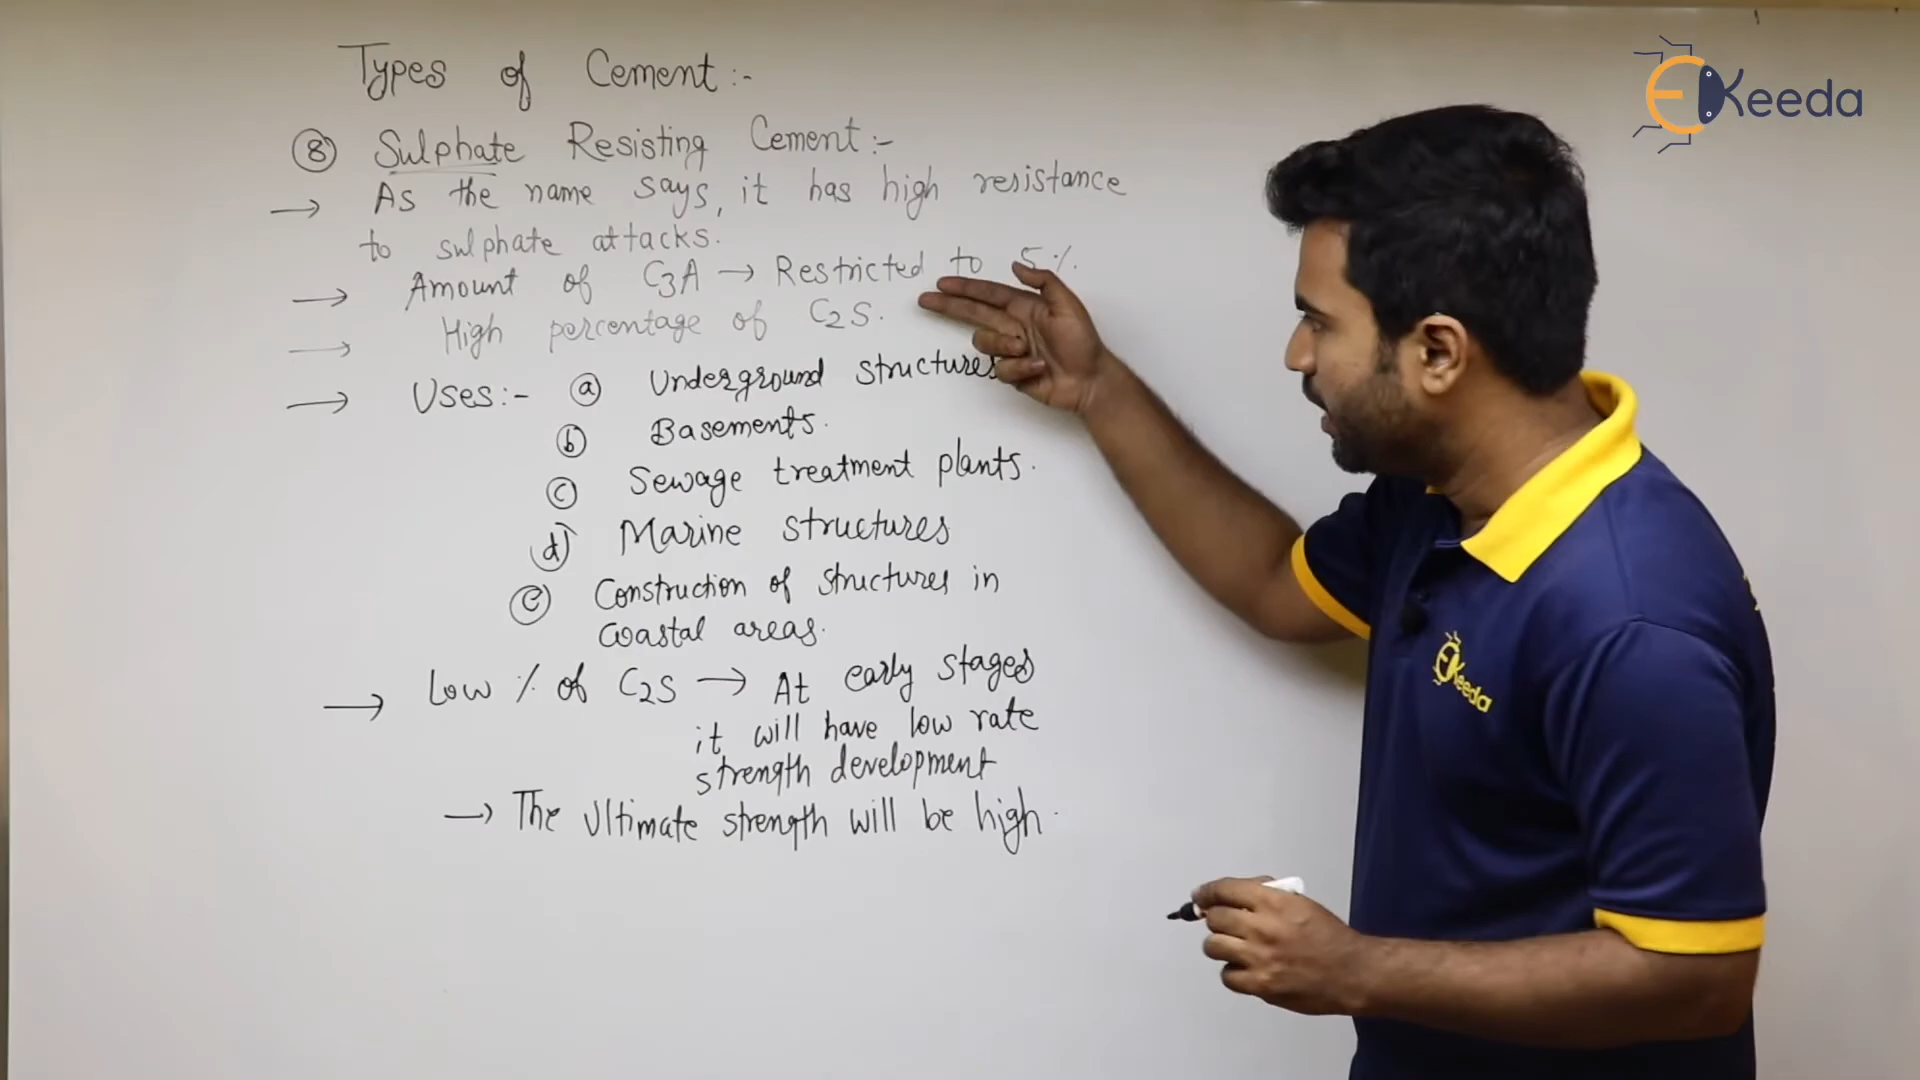 Types of Cement:-
EKeeda
8 Sulphate Resisting Cement:-
→ As the name says, it has high resistance
to sulphate attacks.
→ Amount of C3A → Restricted to 5%
→ High percentage of C2S.
→ Uses:- a Underground structures
b Basements.
c Sewage treatment plants.
d Marine structures
e Construction of structures in
Coastal areas.
→ Low % of C2S → At early stages
it will have low rate
strength development
→ The Ultimate strength will be high.
EKeeda